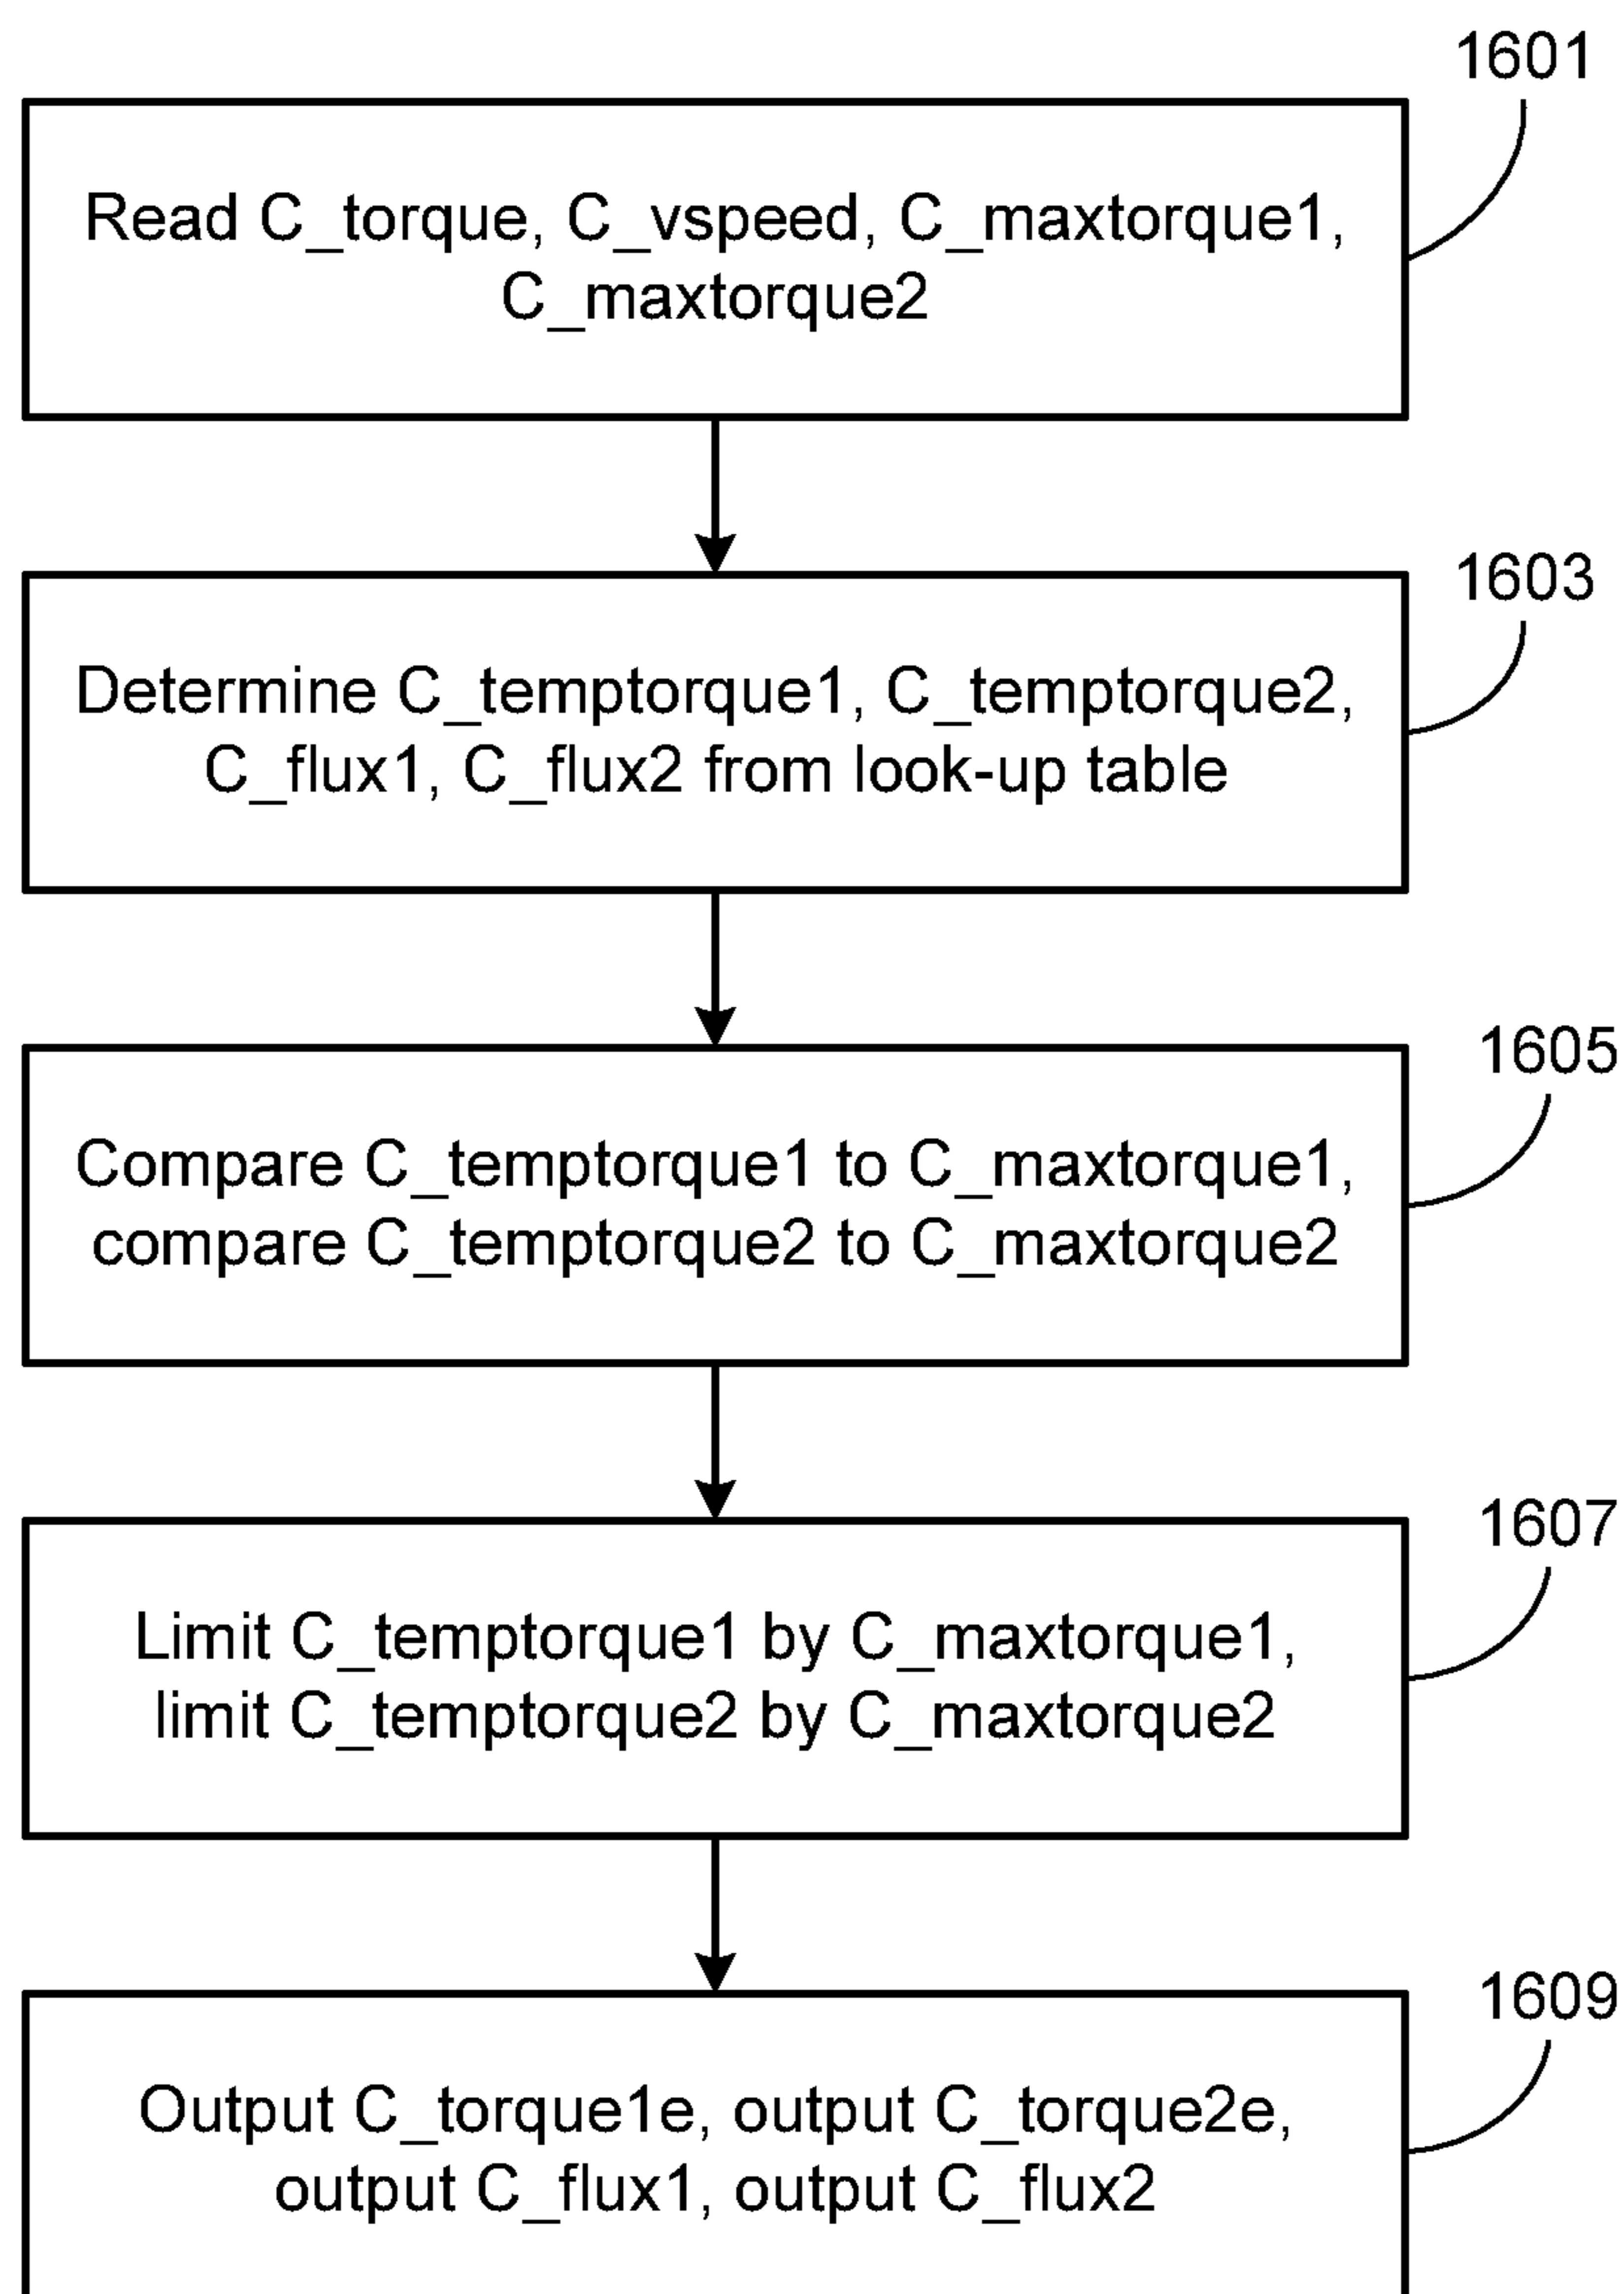 1601
Read C_torque, C_vspeed, C_maxtorque1,
C_maxtorque2
1603
Determine C_temptorque1, C_temptorque2,
C_flux1, C_flux2 from look-up table
1605
Compare C_temptorque1 to C_maxtorque1,
compare C_temptorque2 to C_maxtorque2
1607
Limit C_temptorque1 by C_maxtorque1,
limit C_temptorque2 by C_maxtorque2
1609
Output C_torque1e, output C_torque2e,
output C_flux1, output C_flux2